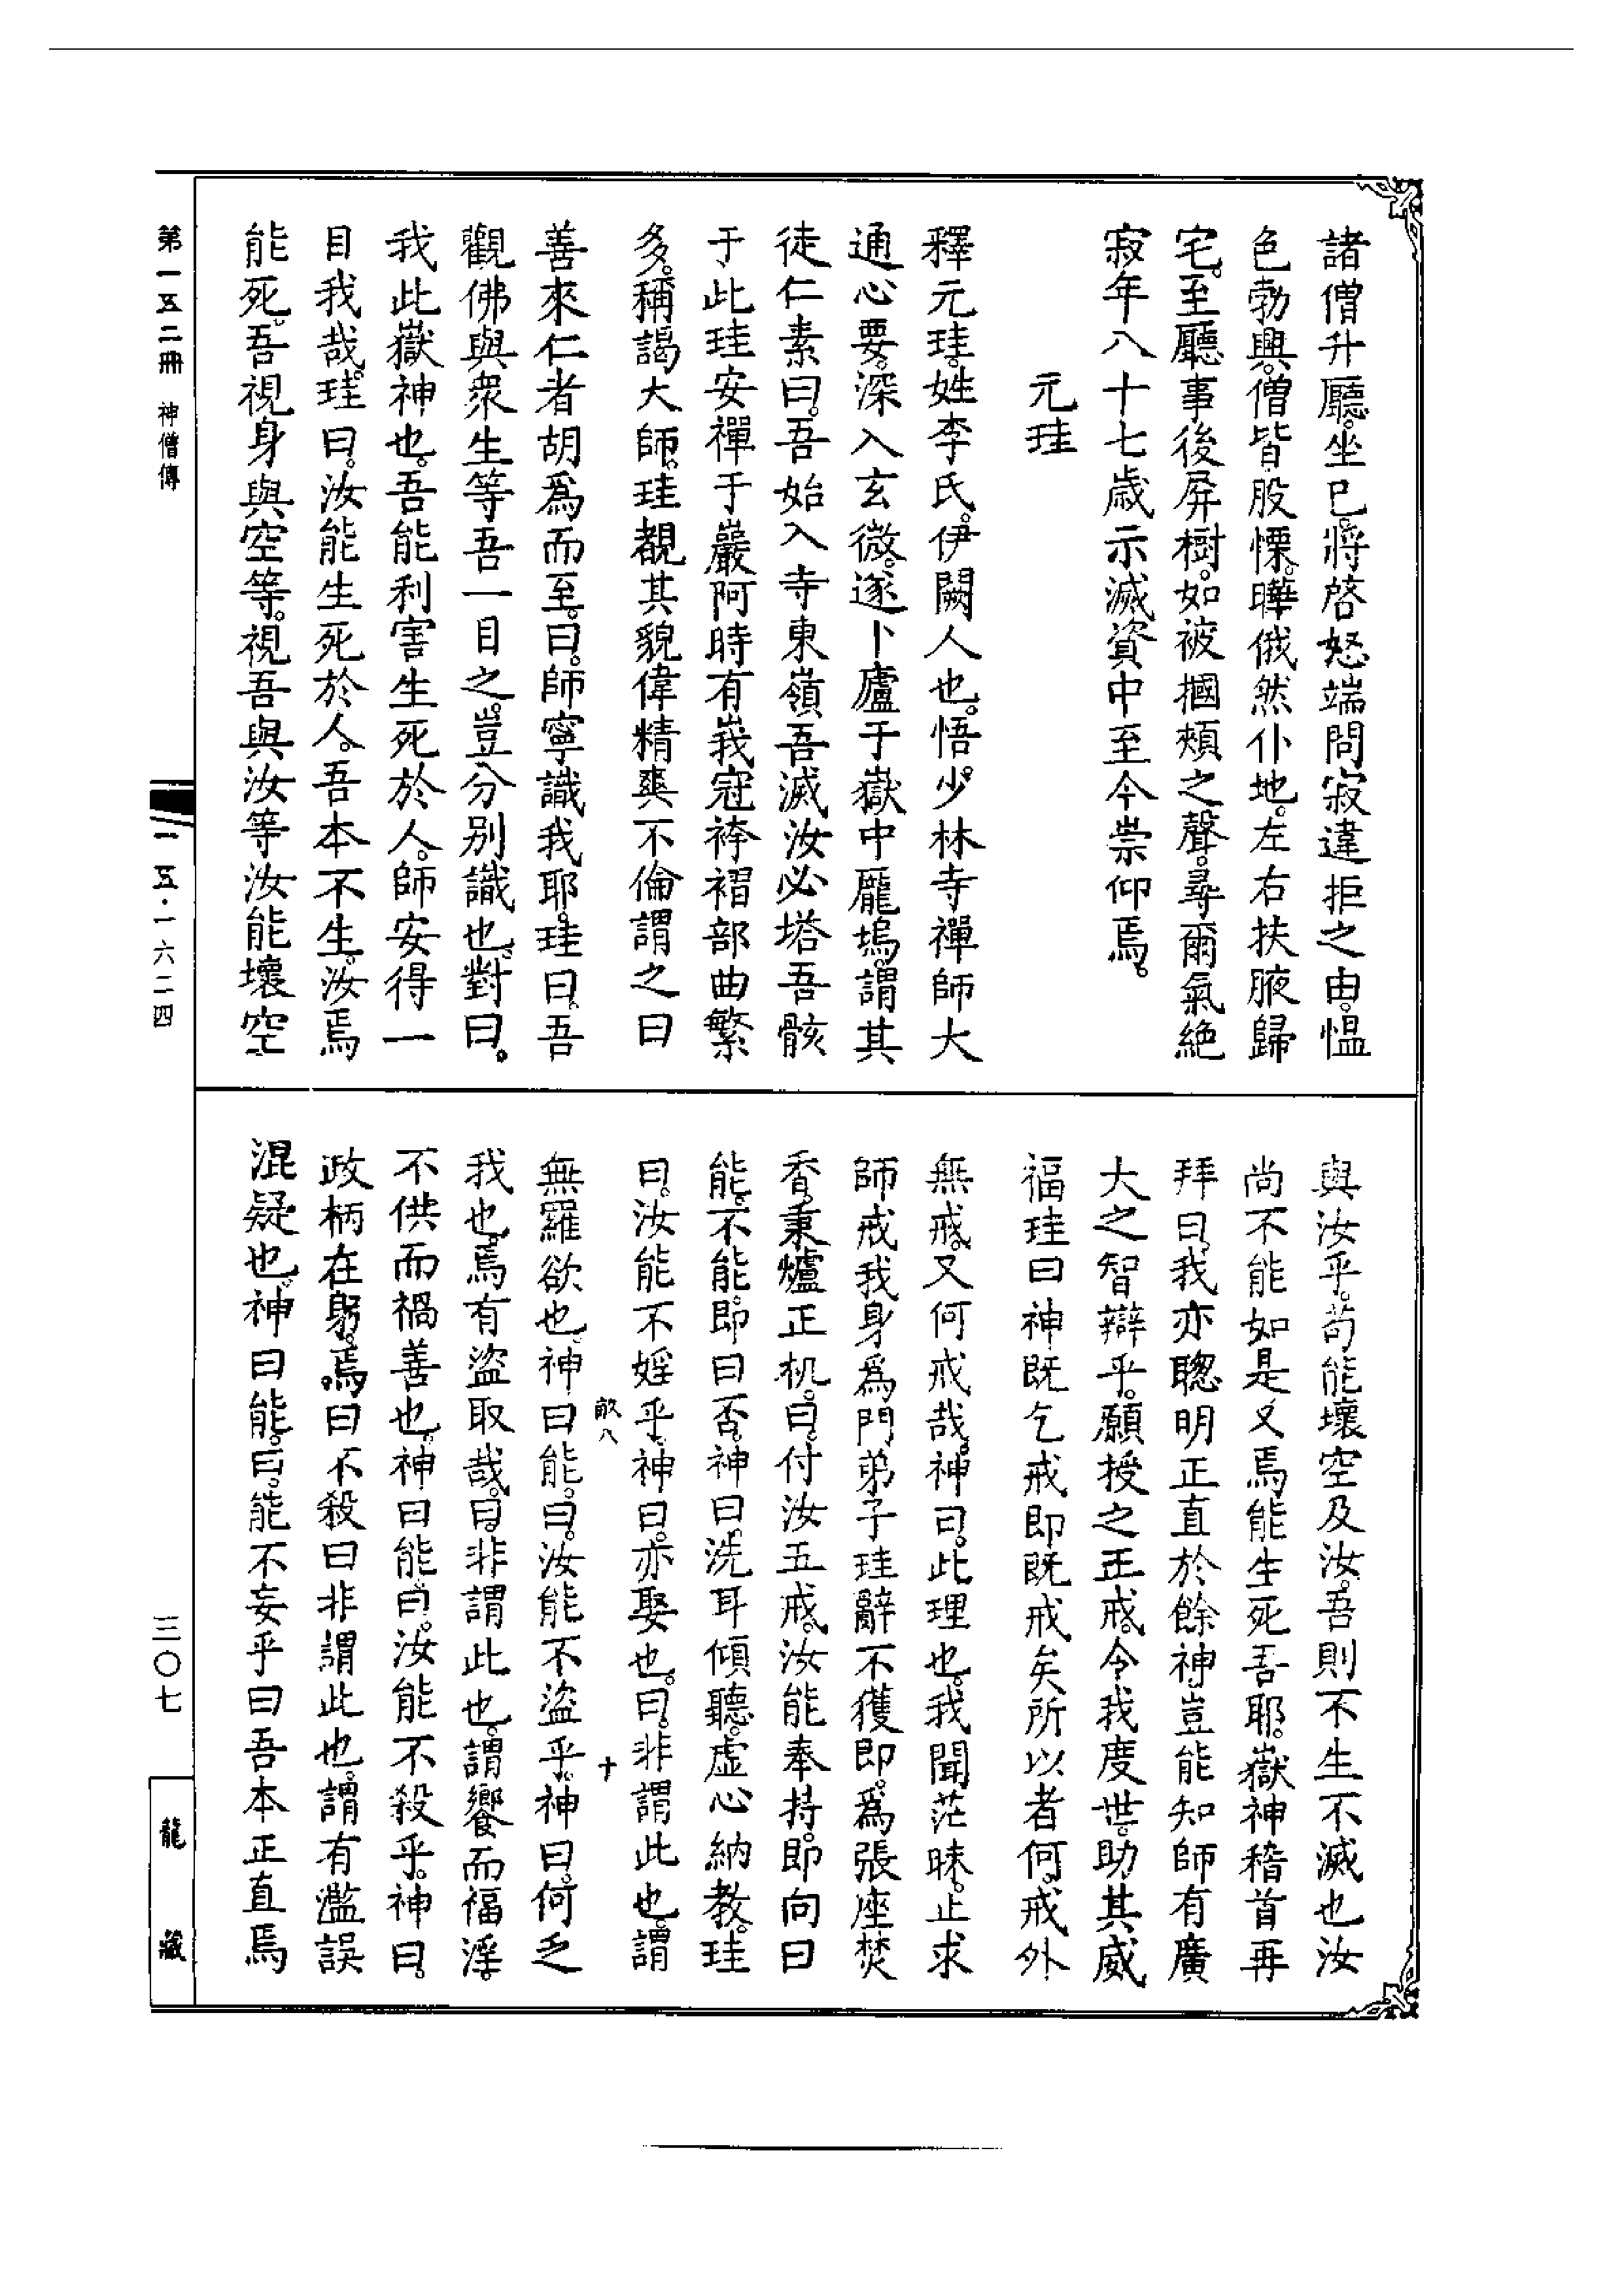 諸僧升廳。坐已。將啓怒端問寂違拒之由。慍
色勃興。僧皆股慄。曄俄然仆地。左右扶腋歸
宅。至廳事後屏樹。如被摑頰之聲。尋爾氣絕
寂年八十七歲示滅資中至今崇仰焉。
元珪
釋元珪。姓李氏。伊闕人也。悟少林寺禪師大
通心要。深入玄微。遂卜廬于嶽中龎塢。謂其
徒仁素曰。吾始入寺東嶺吾滅汝必塔吾骸
于此珪安禪于巖阿時有峩冠袴褶部曲繁
多。稱謁大師。珪覩其貌偉精爽不倫謂之曰
善來仁者胡爲而至。曰。師寧識我耶。珪曰。吾
觀佛與衆生等吾一目之。豈分別識也。對曰。
我此嶽神也。吾能利害生死於人。師安得一
目我哉。珪曰。汝能生死於人。吾本不生。汝焉
能死。吾視身與空等。視吾與汝等汝能壞空
與汝乎。苟能壞空及汝。吾則不生不滅也汝
尚不能如是又焉能生死吾耶。嶽神稽首再
拜曰。我亦聰明正直於餘神豈能知師有廣
大之智辯乎。願授之正戒。令我度世。助其威
福珪曰神既乞戒即既戒矣所以者何。戒外
無戒。又何戒哉。神曰。此理也。我聞茫昧。止求
師戒我身爲門弟子珪辭不獲即。爲張座焚
香。秉爐正机。曰。付汝五戒。汝能奉持。即向曰
能。不能。即曰否。神曰。洗耳傾聽。虛心納教。珪
曰。汝能不婬乎。神曰。亦娶也。曰。非謂此也。謂
畝八 十
無羅欲也。神曰能。曰。汝能不盜乎。神曰。何乏
我也。焉有盜取哉。曰。非謂此也。謂饗而福淫。
不供而禍善也。神曰能。曰。汝能不殺乎。神曰。
政柄在躬。焉曰不殺曰非謂此也。謂有濫誤
混疑也。神曰能。曰。能不妄乎曰吾本正直焉
第一五二冊 神僧傳
一五·一六二四
三〇七
龍藏